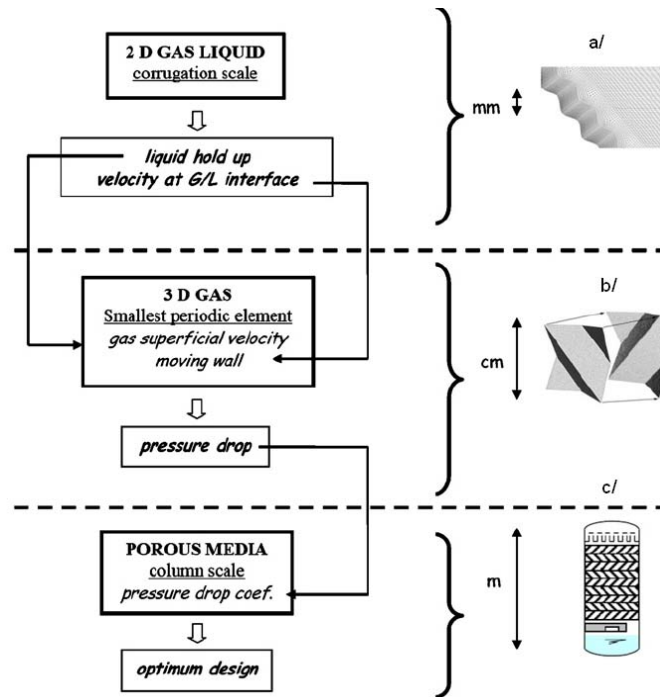 2 D GAS LIQUID
corrugation scale
a/
mm
liquid hold up
velocity at G/L interface
3 D GAS
Smallest periodic element
gas superficial velocity
moving wall
b/
cm
pressure drop
c/
POROUS MEDIA
column scale
pressure drop coef.
m
optimum design